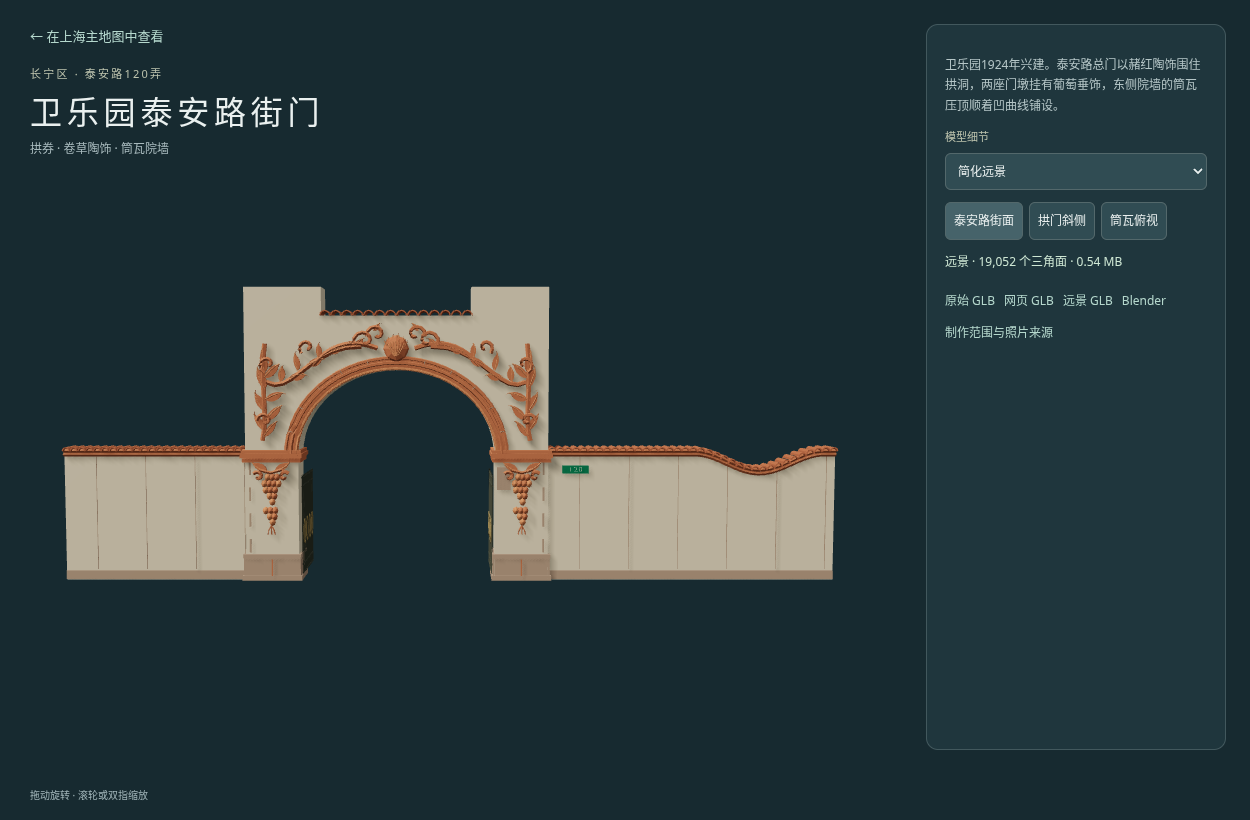 ← 在上海主地图中查看
长宁区 · 泰安路120弄
卫乐园泰安路街门
拱券 · 卷草陶饰 · 筒瓦院墙
120
拖动旋转 · 滚轮或双指缩放
卫乐园1924年兴建。泰安路总门以赭红陶饰围住
拱洞，两座门墩挂有葡萄垂饰，东侧院墙的筒瓦
压顶顺着凹曲线铺设。
模型细节
简化远景
泰安路街面 拱门斜侧 筒瓦俯视
远景 · 19,052 个三角面 · 0.54 MB
原始 GLB 网页 GLB 远景 GLB Blender
制作范围与照片来源